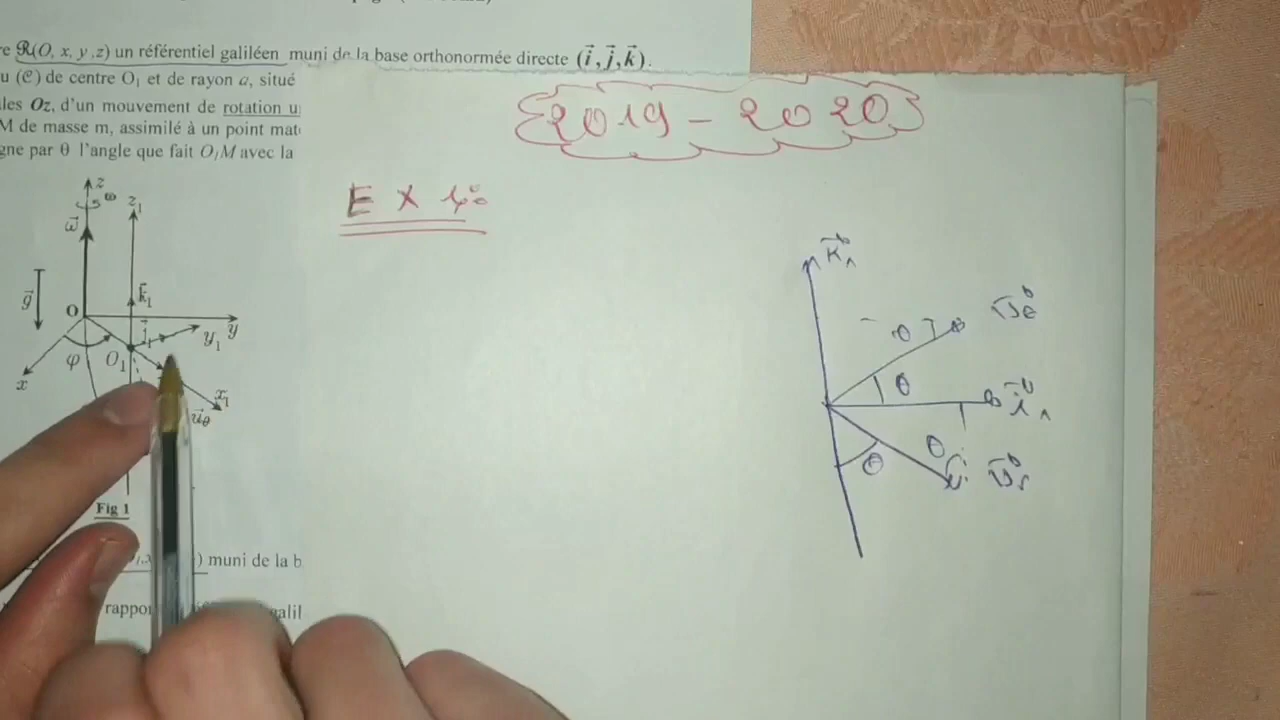 re ℛ(O, x, y ,z) un référentiel galiléen muni de la base orthonormée directe (i⃗, j⃗, k⃗).
u (𝒞) de centre O₁ et de rayon a, situé
les Oz, d'un mouvement de rotation u
M de masse m, assimilé à un point mat
gne par θ l'angle que fait O₁M avec la
2019 - 2020
E X 1°
z
ω
z₁
ω⃗
k⃗₁
g⃗
O
j⃗₁
y
y₁
φ
O₁
x
x₁
u⃗θ
Fig 1
) muni de la b
rappo
galil
k⃗₁
θ
θ
i⃗₁
θ
θ